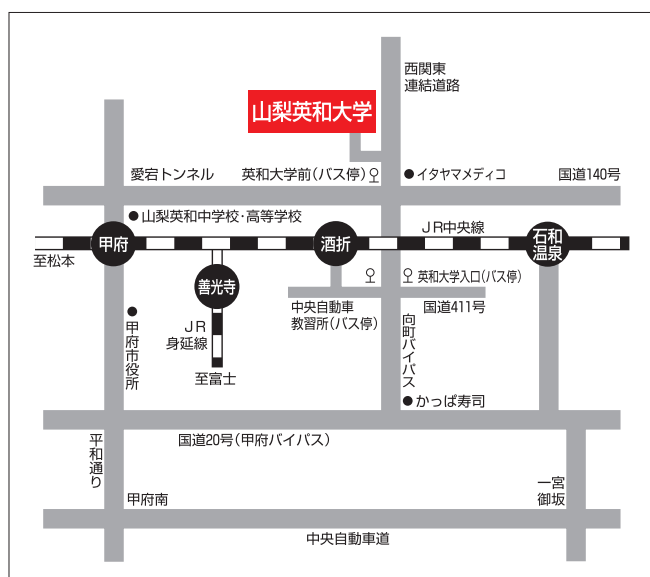 西関東
連結道路
山梨英和大学
愛宕トンネル
英和大学前(バス停)
イタヤマメディコ
国道140号
山梨英和中学校・高等学校
JR中央線
甲府
酒折
石和
温泉
至松本
善光寺
英和大学入口(バス停)
中央自動車
教習所(バス停)
国道411号
甲府市役所
JR
身延線
向町バイパス
至富士
かっぱ寿司
国道20号(甲府バイパス)
平和通り
甲府南
一宮
御坂
中央自動車道